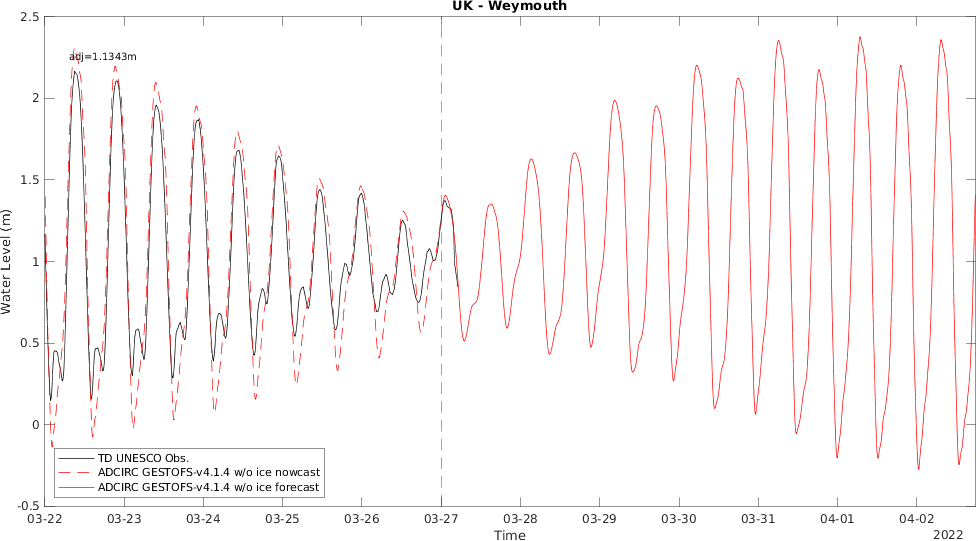 UK - Weymouth
adj=1.1343m
2.5
2
1.5
1
0.5
0
-0.5
Water Level (m)
TD UNESCO Obs.
ADCIRC GESTOFS-v4.1.4 w/o ice nowcast
ADCIRC GESTOFS-v4.1.4 w/o ice forecast
03-22 03-23 03-24 03-25 03-26 03-27 03-28 03-29 03-30 03-31 04-01 04-02
Time
2022